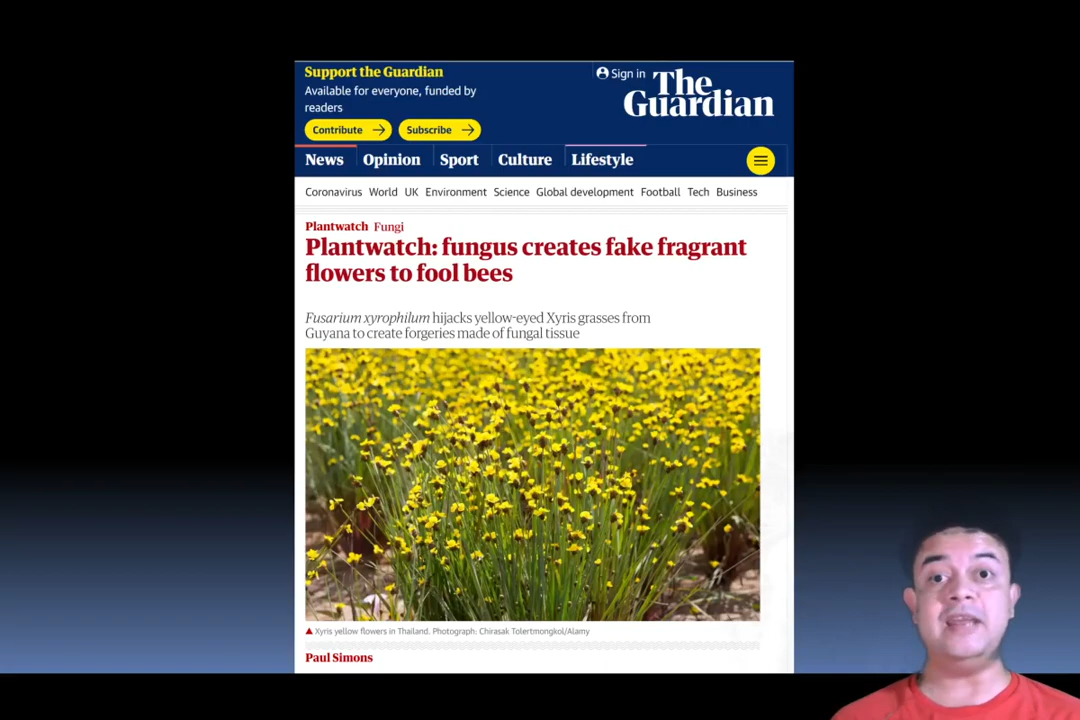 Support the Guardian
Available for everyone, funded by
readers
Contribute
Subscribe
Sign in
The
Guardian
News Opinion Sport Culture Lifestyle
Coronavirus World UK Environment Science Global development Football Tech Business
Plantwatch Fungi
Plantwatch: fungus creates fake fragrant
flowers to fool bees
Fusarium xyrophilum hijacks yellow-eyed Xyris grasses from
Guyana to create forgeries made of fungal tissue
Xyris yellow flowers in Thailand. Photograph: Chirasak Tolertmongkol/Alamy
Paul Simons